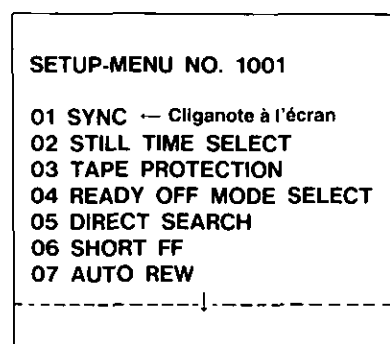 SETUP-MENU NO. 1001
01 SYNC ← Cliganote à l'écran
02 STILL TIME SELECT
03 TAPE PROTECTION
04 READY OFF MODE SELECT
05 DIRECT SEARCH
06 SHORT FF
07 AUTO REW